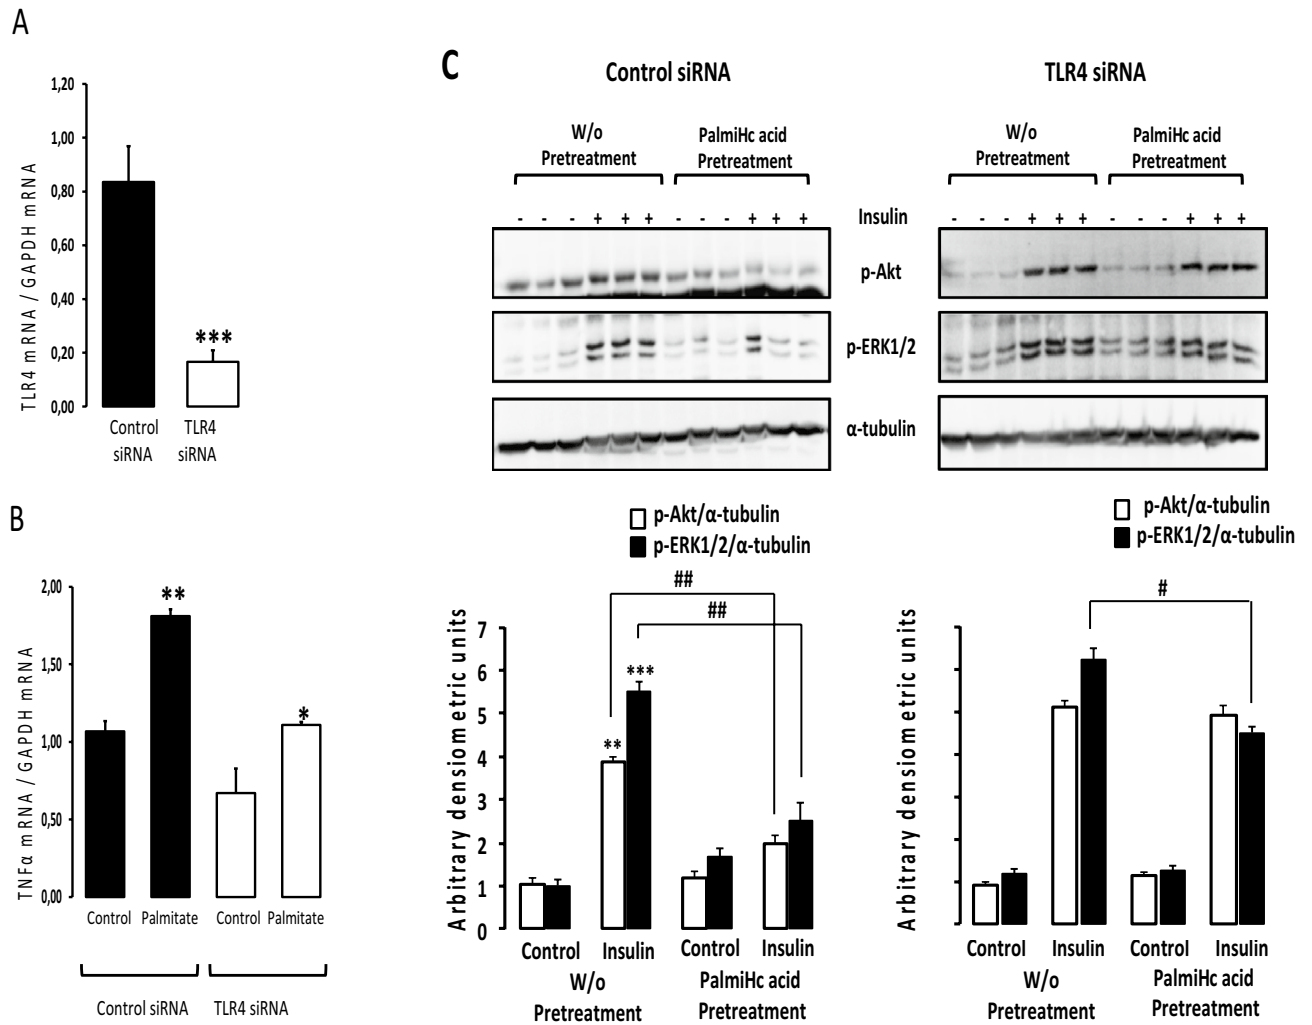 A
1,20
1,00
0,80
0,60
0,40
0,20
0,00
TLR4 mRNA / GAPDH mRNA
***
Control siRNA
TLR4 siRNA
B
2,00
1,50
1,00
0,50
0,00
TNFα mRNA / GAPDH mRNA
**
*
Control Palmitate Control Palmitate
Control siRNA TLR4 siRNA
C
Control siRNA
TLR4 siRNA
W/o
Pretreatment
PalmiHc acid
Pretreatment
W/o
Pretreatment
PalmiHc acid
Pretreatment
- - - + + + - - - + + + Insulin - - - + + + - - - + + +
p-Akt
p-ERK1/2
α-tubulin
p-Akt/α-tubulin
p-ERK1/2/α-tubulin
##
##
7
6
5
4
3
2
1
0
Arbitrary densiometric units
**
***
Control Insulin Control Insulin
W/o
Pretreatment
PalmiHc acid
Pretreatment
p-Akt/α-tubulin
p-ERK1/2/α-tubulin
#
Arbitrary densiometric units
Control Insulin Control Insulin
W/o
Pretreatment
PalmiHc acid
Pretreatment